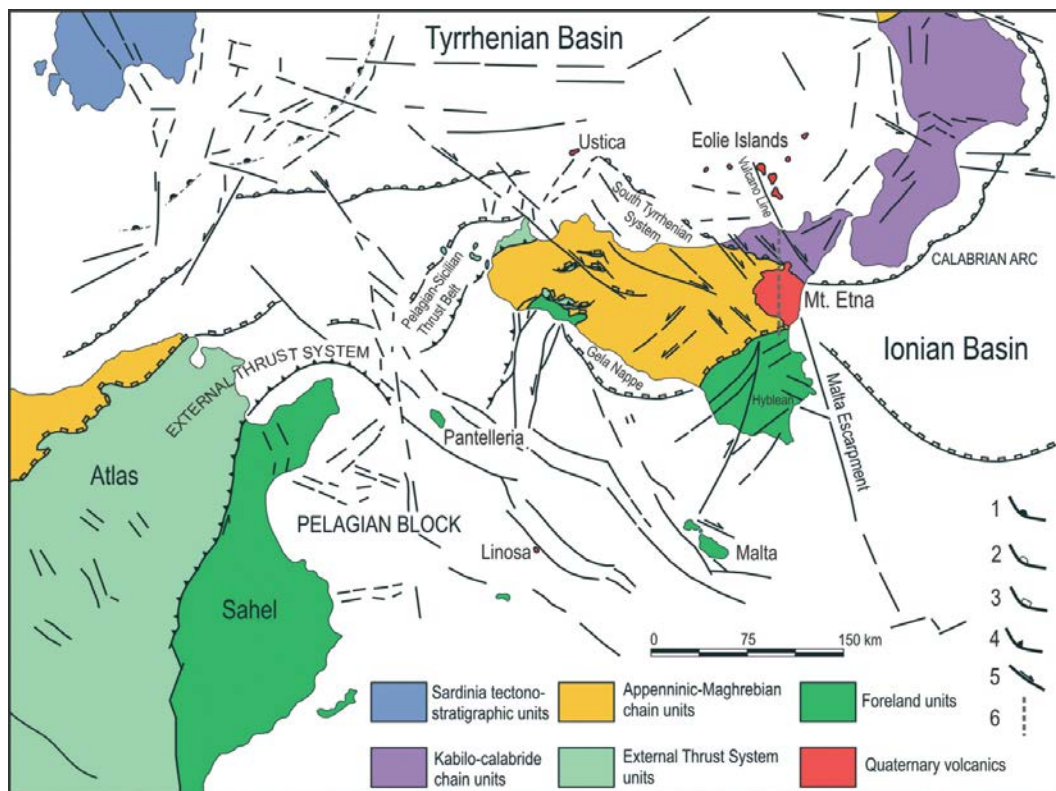 Tyrrhenian Basin
Ustica
Eolie Islands
Vulcano Line
South Tyrrhenian
System
CALABRIAN ARC
Mt. Etna
Pelagian-Sicilian
Thrust Belt
Ionian Basin
EXTERNAL THRUST SYSTEM
Gela Nappe
Hyblean
Malta Escarpment
Pantelleria
Atlas
PELAGIAN BLOCK
Linosa
Malta
Sahel
1
2
3
4
5
6
0 75 150 km
Sardinia tectono-
stratigraphic units
Appenninic-Maghrebian
chain units
Foreland units
Kabilo-calabride
chain units
External Thrust System
units
Quaternary volcanics